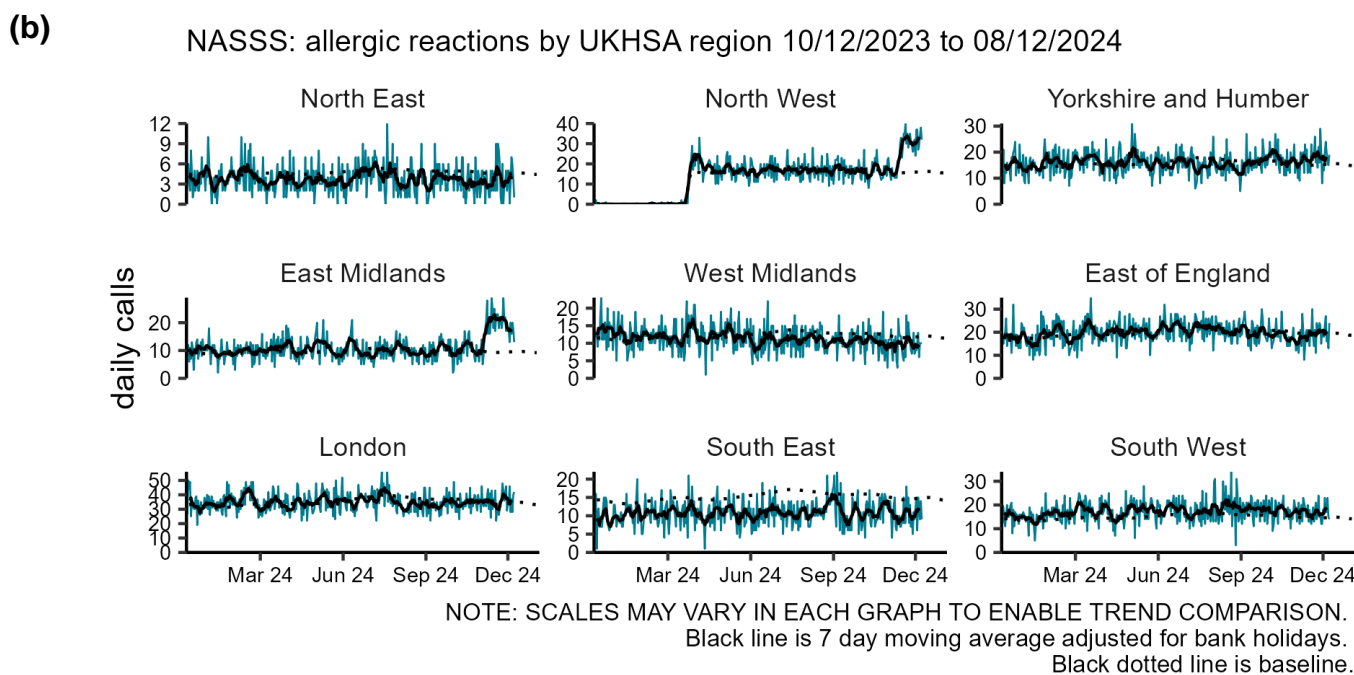 (b)
NASSS: allergic reactions by UKHSA region 10/12/2023 to 08/12/2024
North East
North West
Yorkshire and Humber
12
9
6
3
0
40
30
20
10
0
30
20
10
0
daily calls
East Midlands
West Midlands
East of England
20
10
0
20
15
10
5
0
30
20
10
0
London
South East
South West
50
40
30
20
10
0
20
15
10
5
0
30
20
10
0
Mar 24 Jun 24 Sep 24 Dec 24
Mar 24 Jun 24 Sep 24 Dec 24
Mar 24 Jun 24 Sep 24 Dec 24
NOTE: SCALES MAY VARY IN EACH GRAPH TO ENABLE TREND COMPARISON.
Black line is 7 day moving average adjusted for bank holidays.
Black dotted line is baseline.